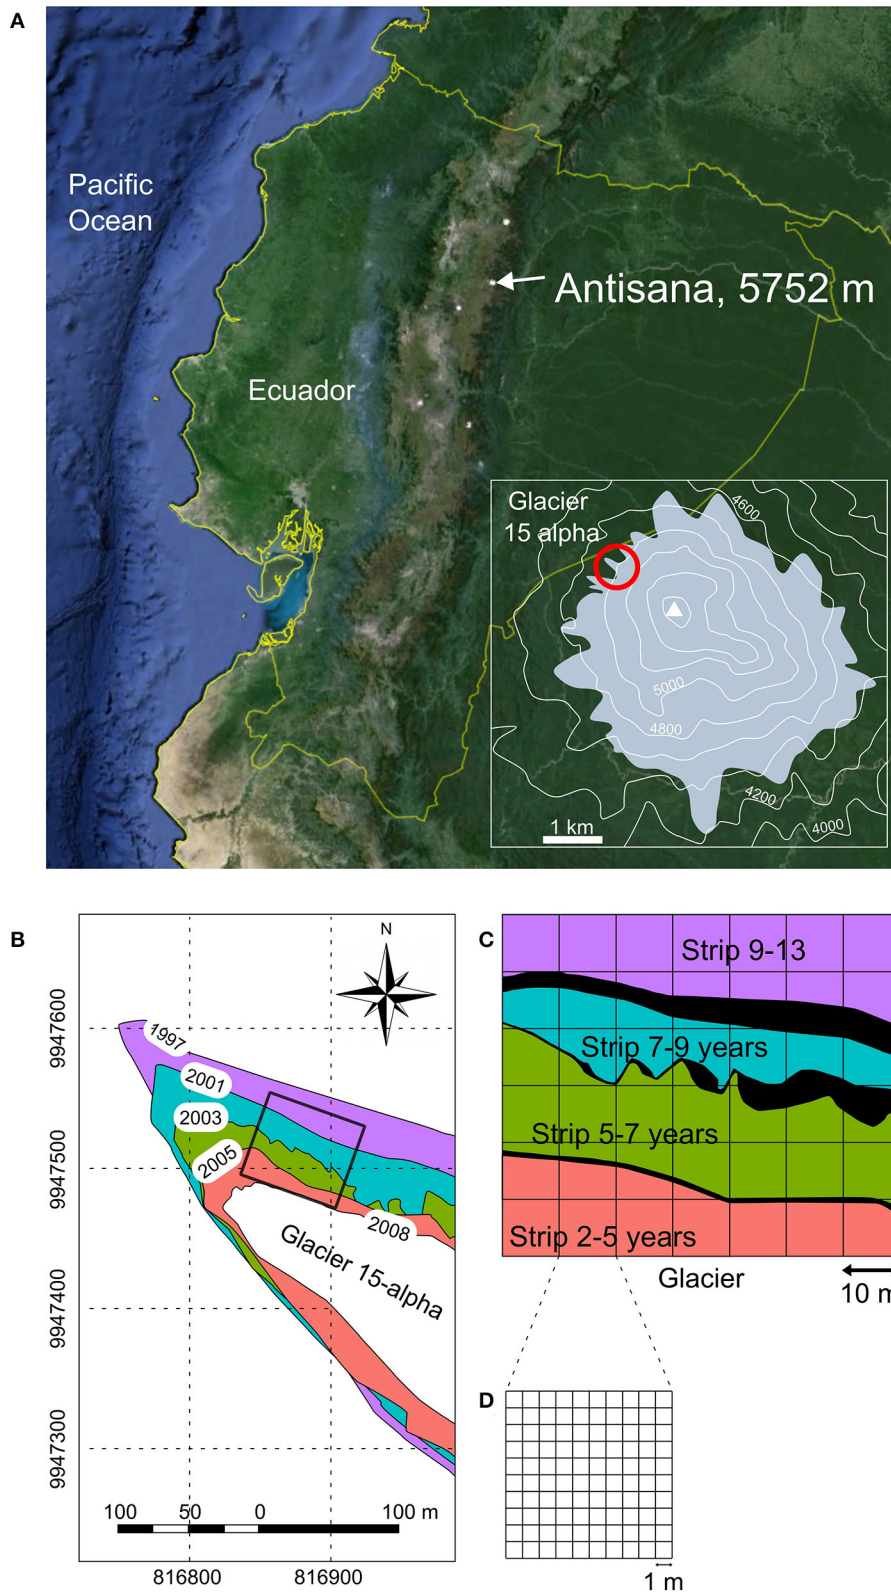 A
Pacific
Ocean
Antisana, 5752 m
Ecuador
Glacier
15 alpha
4600
5000
4800
4200
4000
1 km
B
N
9947600
9947500
9947400
9947300
1997
2001
2003
2005
2008
Glacier 15-alpha
100 50 0 100 m
816800 816900
C
Strip 9-13
Strip 7-9 years
Strip 5-7 years
Strip 2-5 years
Glacier
10 m
D
1 m